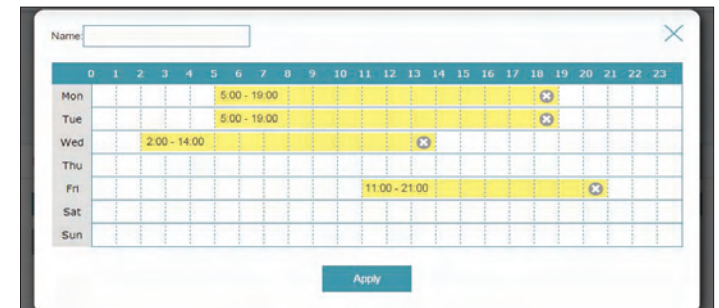 Name:
0 1 2 3 4 5 6 7 8 9 10 11 12 13 14 15 16 17 18 19 20 21 22 23
Mon 5:00 - 19:00
Tue 5:00 - 19:00
Wed 2:00 - 14:00
Thu
Fri 11:00 - 21:00
Sat
Sun
Apply